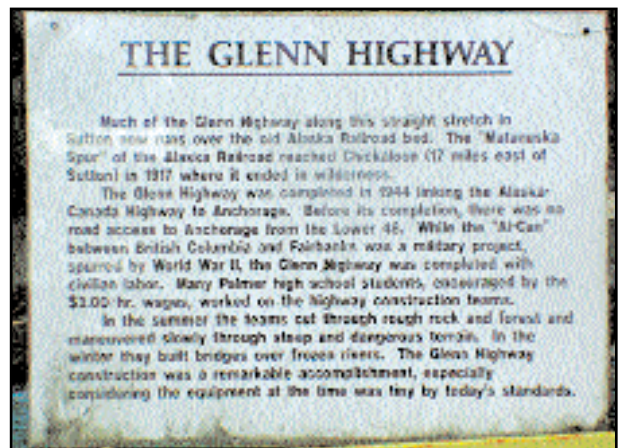 THE GLENN HIGHWAY
Much of the Glenn Highway along this straight stretch in
Sutton now runs over the old Alaska Railroad bed. The "Matanuska
Spur" of the Alaska Railroad reached Chickaloon (17 miles east of
Sutton) in 1917 where it ended in wilderness.
The Glenn Highway was completed in 1944 linking the Alaska-
Canada Highway to Anchorage. Before its completion, there was no
road access to Anchorage from the Lower 48. While the "Al-Can"
between British Columbia and Fairbanks was a military project,
spurred by World War II, the Glenn Highway was completed with
civilian labor. Many Palmer high school students, encouraged by the
$3.00 hr. wages, worked on the highway construction teams.
In the summer the teams cut through rough rock and forest and
maneuvered slowly through steep and dangerous terrain. In the
winter they built bridges over frozen rivers. The Glenn Highway
construction was a remarkable accomplishment, especially
considering the equipment at the time was tiny by today's standards.